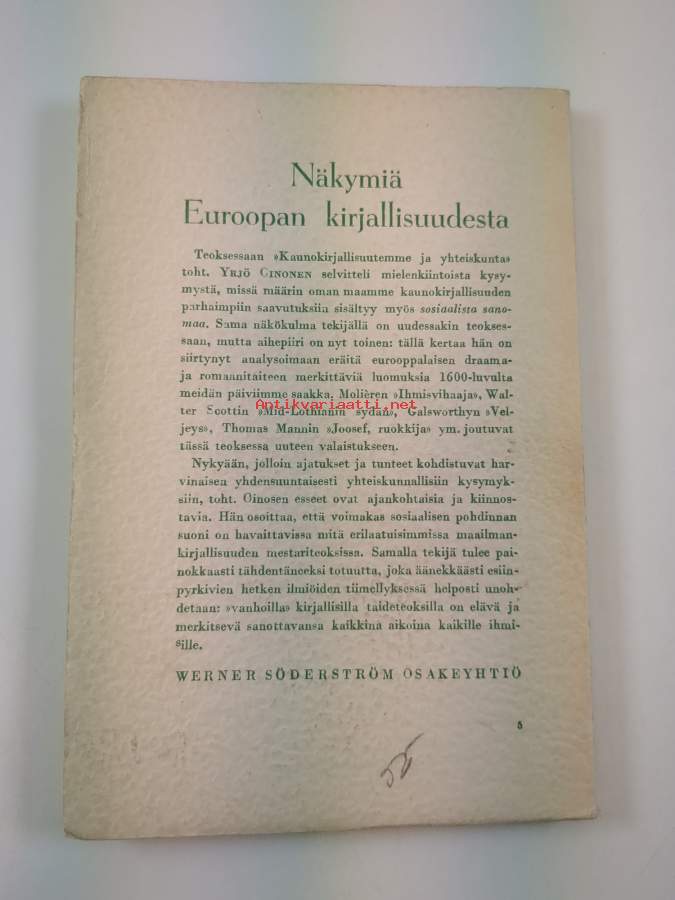 Näkymiä
Euroopan kirjallisuudesta
Teoksessaan »Kaunokirjallisuutemme ja yhteiskunta»
toht. YRJÖ OINONEN selvitteli mielenkiintoista kysy-
mystä, missä määrin oman maamme kaunokirjallisuuden
parhaimpiin saavutuksiin sisältyy myös sosiaalista sano-
maa. Sama näkökulma tekijällä on uudessakin teokses-
saan, mutta aihepiiri on nyt toinen: tällä kertaa hän on
siirtynyt analysoimaan eräitä eurooppalaisen draama-
ja romaanitaiteen merkittäviä luomuksia 1600-luvulta
meidän päiviimme saakka. Molièren »Ihmisvihaaja», Wal-
Antikvariaatti.net
ter Scottin »Mid-Lothianin sydän», Galsworthyn »Vel-
jeys», Thomas Mannin »Joosef, ruokkija» ym. joutuvat
tässä teoksessa uuteen valaistukseen.
Nykyään, jolloin ajatukset ja tunteet kohdistuvat har-
vinaisen yhdensuuntaisesti yhteiskunnallisiin kysymyk-
siin, toht. Oinosen esseet ovat ajankohtaisia ja kiinnos-
tavia. Hän osoittaa, että voimakas sosiaalisen pohdinnan
suoni on havaittavissa mitä erilaatuisimmissa maailman-
kirjallisuuden mestariteoksissa. Samalla tekijä tulee pai-
nokkaasti tähdentäneeksi totuutta, joka äänekkäästi esiin-
pyrkivien hetken ilmiöiden tiimellyksessä helposti unoh-
detaan: »vanhoilla» kirjallisilla taideteoksilla on elävä ja
merkitsevä sanottavansa kaikkina aikoina kaikille ihmi-
sille.
WERNER SÖDERSTRÖM OSAKEYHTIÖ